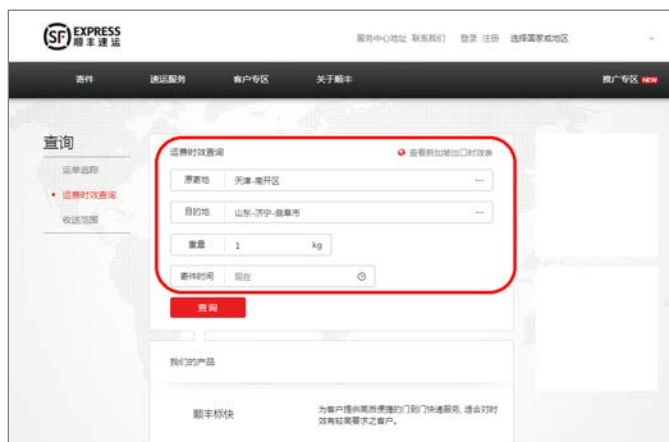 SF EXPRESS
顺丰速运
服务中心地址 联系我们 登录 注册 选择国家或地区
寄件 速运服务 客户专区 关于顺丰 推广专区 NEW
查询
运单追踪
运费时效查询
收送范围
运费时效查询 查看新加坡出口时效表
原寄地 天津-南开区 ...
目的地 山东-济宁-曲阜市 ...
重量 1 kg
寄件时间 现在
查询
我们的产品
顺丰标快
为客户提供高质便捷的门到门快递服务, 适合对时
效有较高要求之客户。